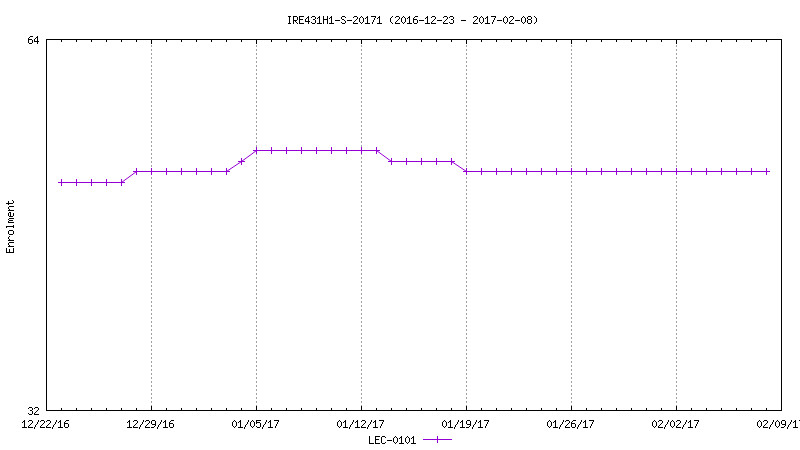 IRE431H1-S-20171 (2016-12-23 - 2017-02-08)
64
Enrolment
32
12/22/16 12/29/16 01/05/17 01/12/17 01/19/17 01/26/17 02/02/17 02/09/1
LEC-0101